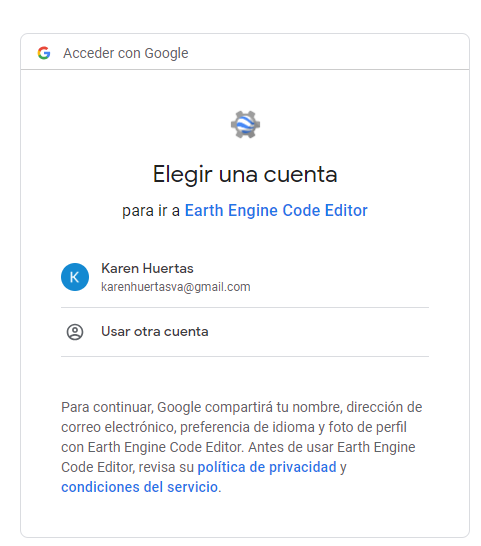 Acceder con Google
Elegir una cuenta
para ir a Earth Engine Code Editor
K
Karen Huertas
karenhuertasva@gmail.com
Usar otra cuenta
Para continuar, Google compartirá tu nombre, dirección de
correo electrónico, preferencia de idioma y foto de perfil
con Earth Engine Code Editor. Antes de usar Earth Engine
Code Editor, revisa su política de privacidad y
condiciones del servicio.